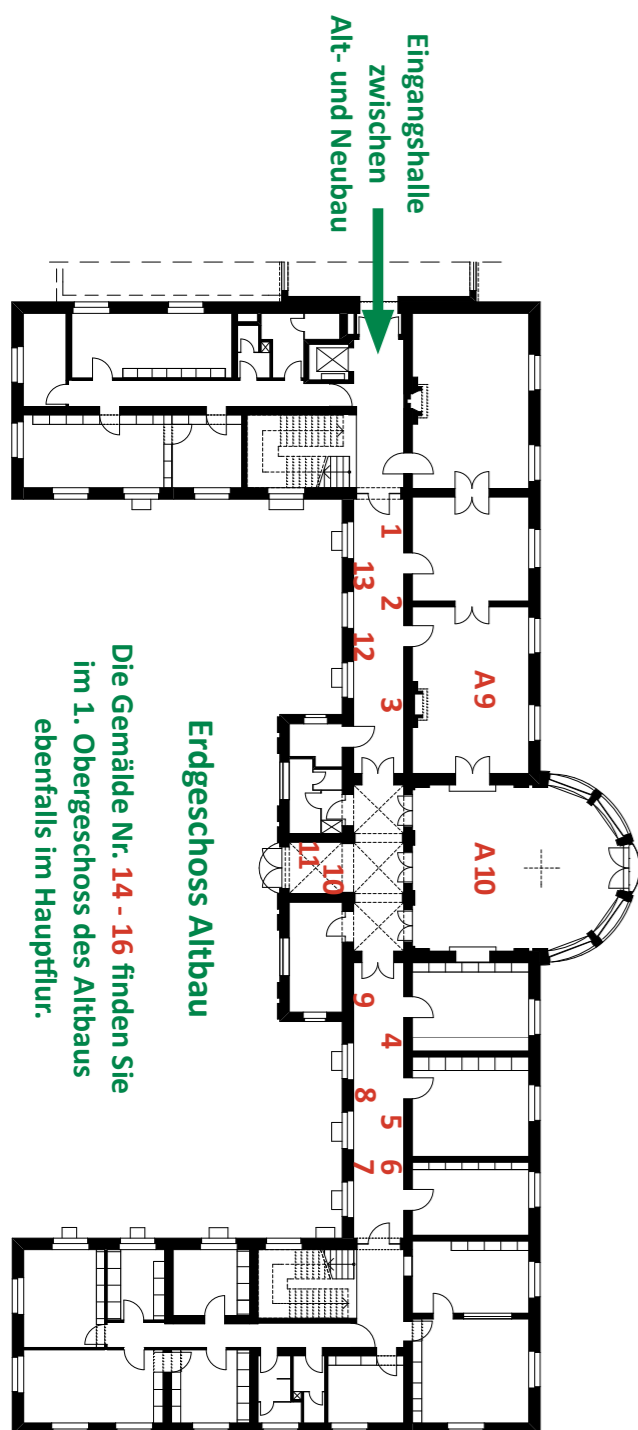 A 9
A 10
Eingangshalle
zwischen
Alt- und Neubau
1 2 3 4 5 6
13 12 9 8 7
10
11
Erdgeschoss Altbau
Die Gemälde Nr. 14 - 16 finden Sie
im 1. Obergeschoss des Altbaus
ebenfalls im Hauptflur.